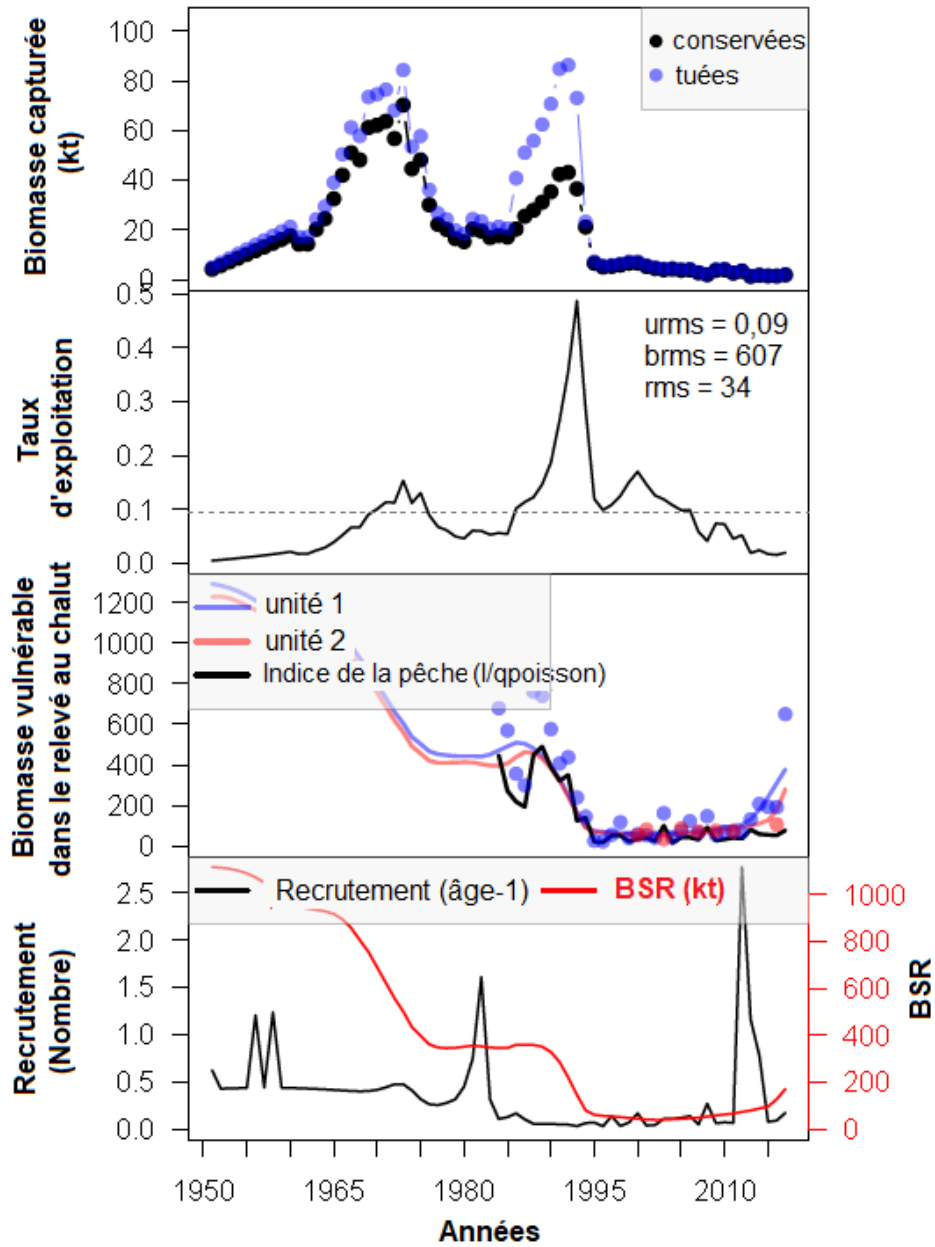 Biomasse capturée
(kt)
100
80
60
40
20
0
conservées
tuées
Taux
d'exploitation
0.5
0.4
0.3
0.2
0.1
0.0
urms = 0,09
brms = 607
rms = 34
Biomasse vulnérable
dans le relevé au chalut
1200
1000
800
600
400
200
0
unité 1
unité 2
Indice de la pêche (l/qpoisson)
Recrutement
(Nombre)
2.5
2.0
1.5
1.0
0.5
0.0
Recrutement (âge-1)
BSR (kt)
1000
800
600
400
200
0
BSR
1950
1965
1980
1995
2010
Années